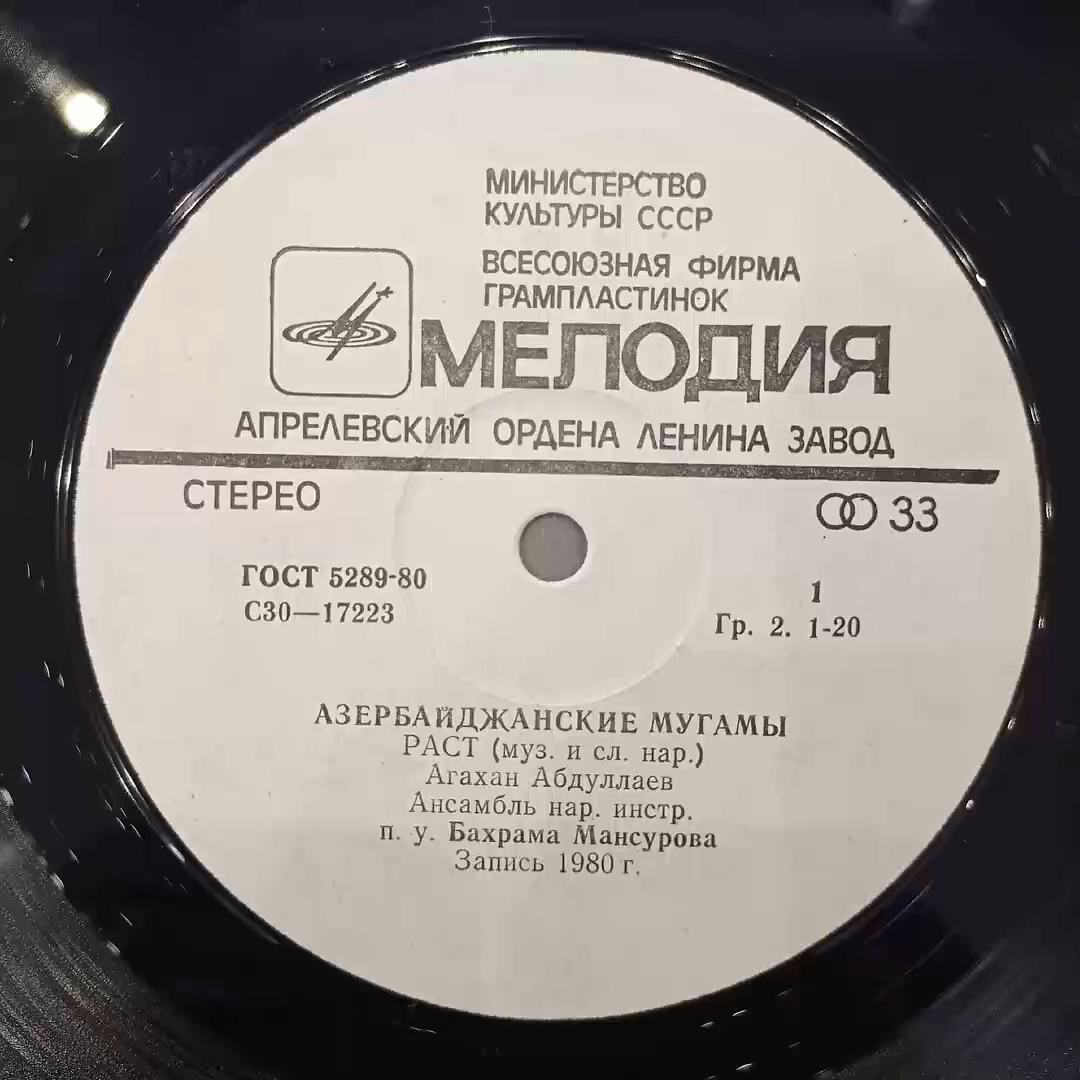 МИНИСТЕРСТВО
КУЛЬТУРЫ СССР
ВСЕСОЮЗНАЯ ФИРМА
ГРАМПЛАСТИНОК
МЕЛОДИЯ
АПРЕЛЕВСКИЙ ОРДЕНА ЛЕНИНА ЗАВОД
СТЕРЕО
33
ГОСТ 5289-80
С30—17223
1
Гр. 2. 1-20
АЗЕРБАЙДЖАНСКИЕ МУГАМЫ
РАСТ (муз. и сл. нар.)
Агахан Абдуллаев
Ансамбль нар. инстр.
п. у. Бахрама Мансурова
Запись 1980 г.